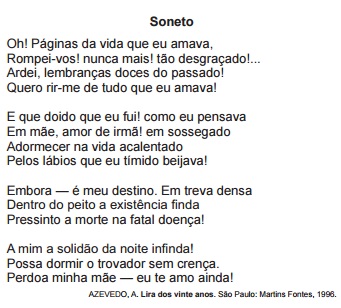 Soneto
Oh! Páginas da vida que eu amava,
Rompei-vos! nunca mais! tão desgraçado!...
Ardei, lembranças doces do passado!
Quero rir-me de tudo que eu amava!
E que doido que eu fui! como eu pensava
Em mãe, amor de irmã! em sossegado
Adormecer na vida acalentado
Pelos lábios que eu tímido beijava!
Embora — é meu destino. Em treva densa
Dentro do peito a existência finda
Pressinto a morte na fatal doença!
A mim a solidão da noite infinda!
Possa dormir o trovador sem crença.
Perdoa minha mãe — eu te amo ainda!
AZEVEDO, A. Lira dos vinte anos. São Paulo: Martins Fontes, 1996.